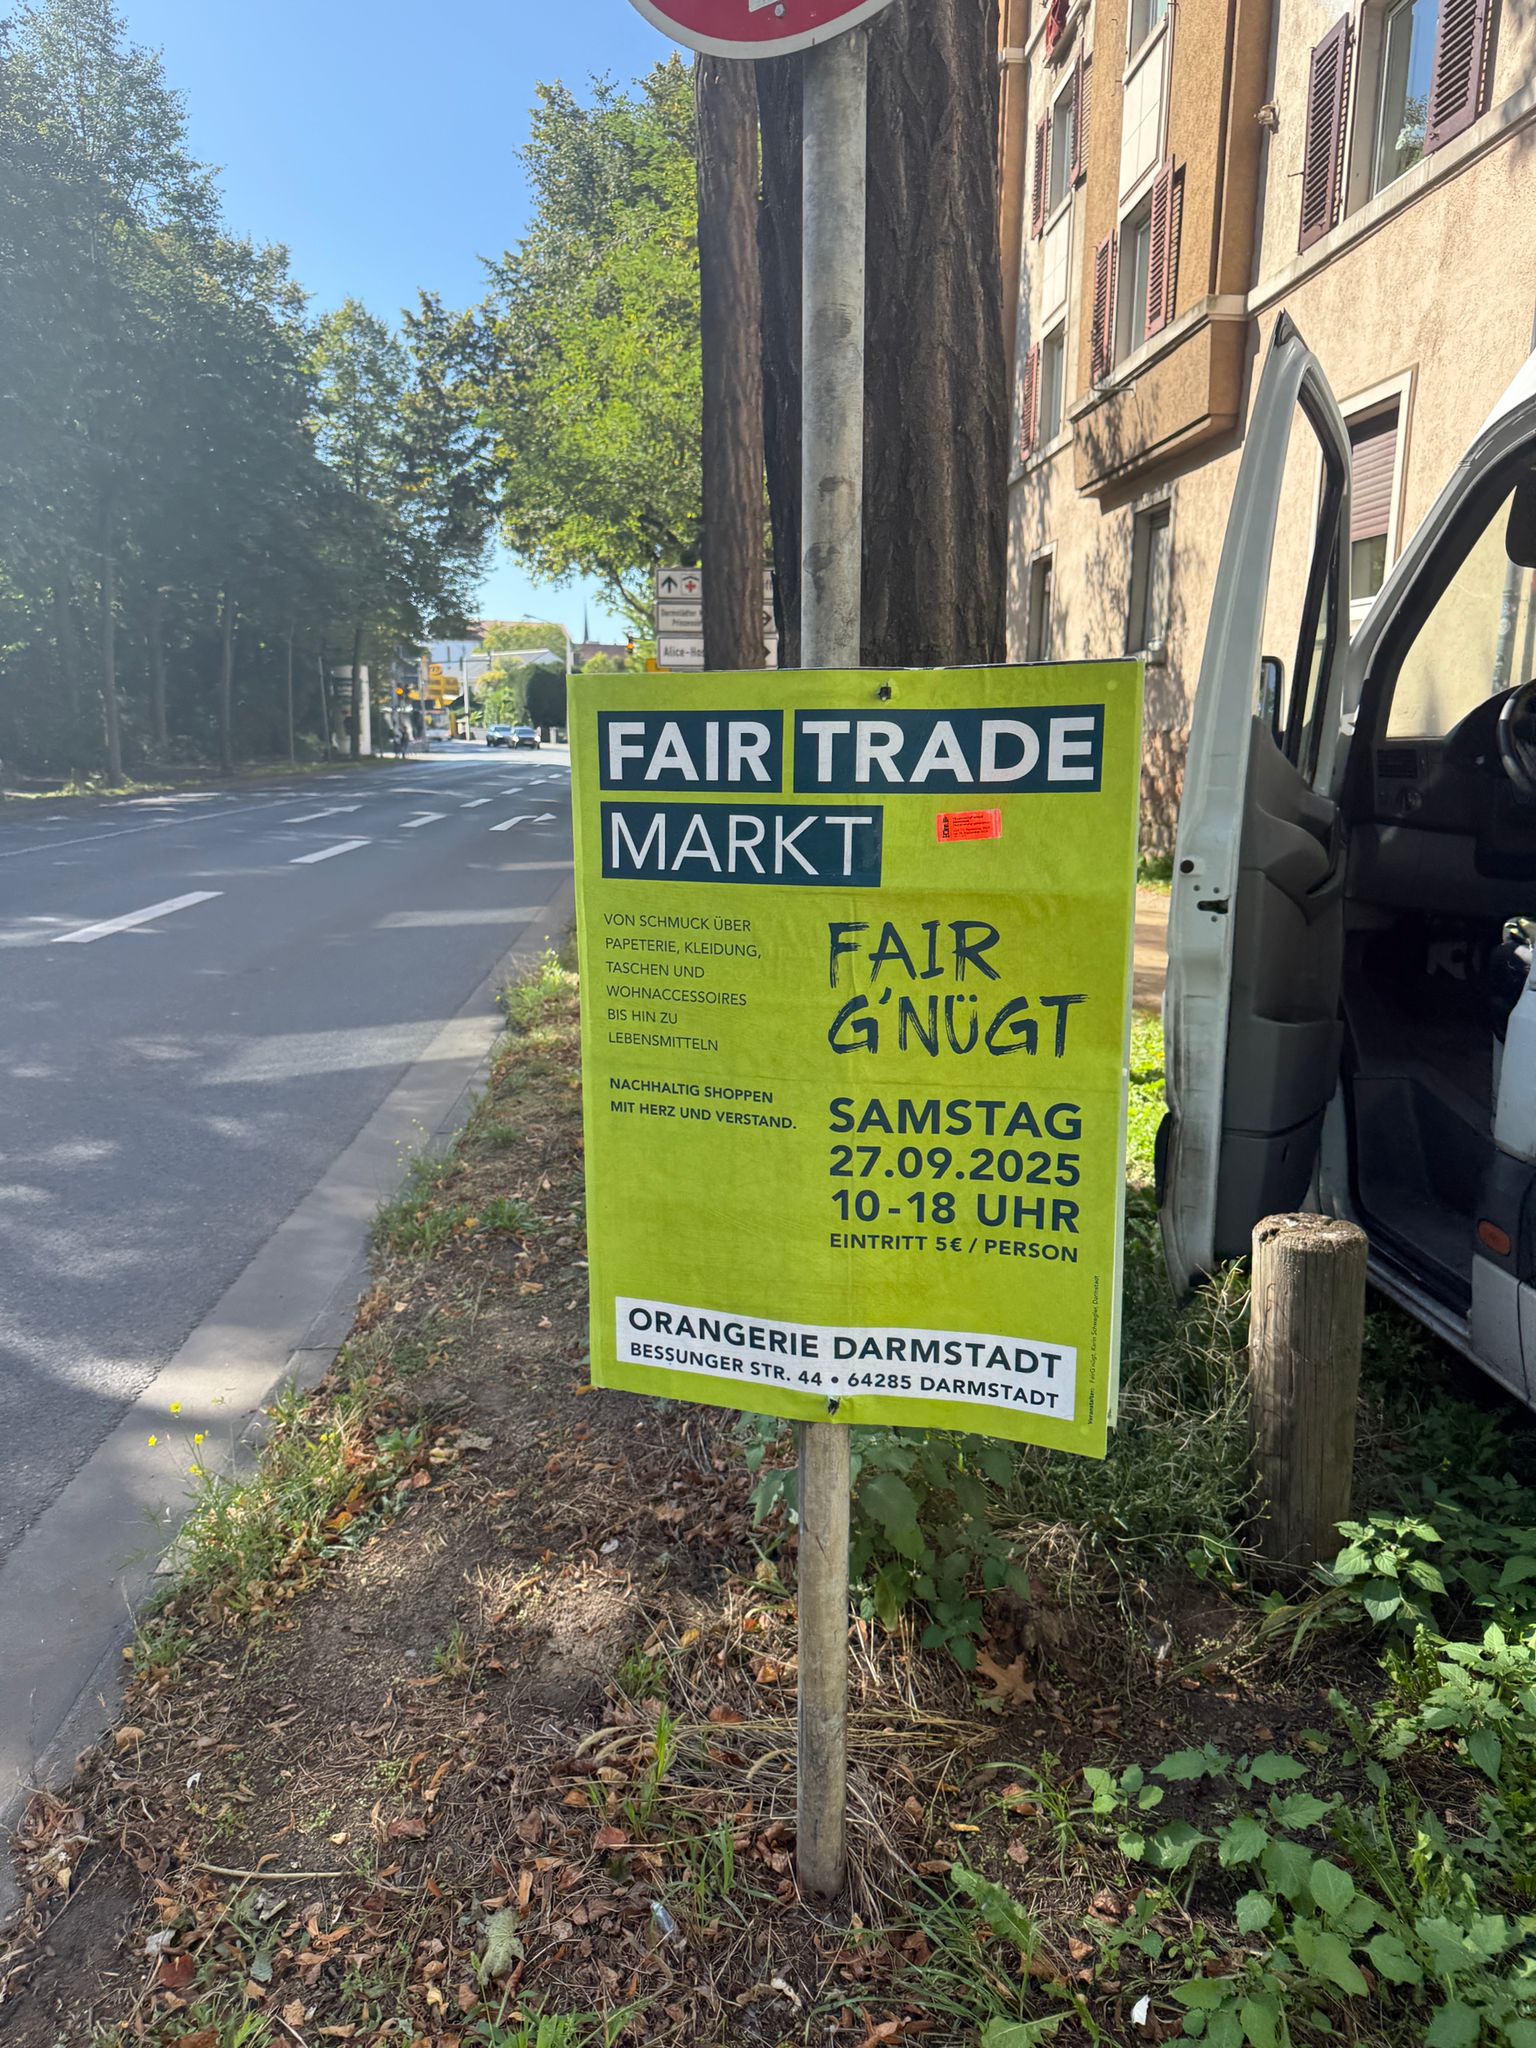 Alice-Hos
FAIR TRADE
MARKT
VON SCHMUCK ÜBER
PAPETERIE, KLEIDUNG,
TASCHEN UND
WOHNACCESSOIRES
BIS HIN ZU
LEBENSMITTELN
NACHHALTIG SHOPPEN
MIT HERZ UND VERSTAND.
FAIR
G'NÜGT
SAMSTAG
27.09.2025
10-18 UHR
EINTRITT 5€ / PERSON
ORANGERIE DARMSTADT
BESSUNGER STR. 44 • 64285 DARMSTADT